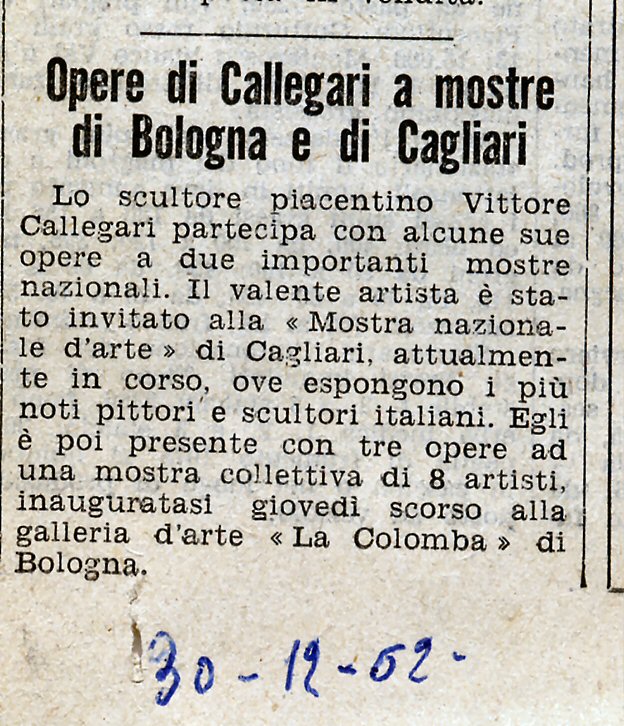 Opere di Callegari a mostre
di Bologna e di Cagliari
Lo scultore piacentino Vittore
Callegari partecipa con alcune sue
opere a due importanti mostre
nazionali. Il valente artista è sta-
to invitato alla « Mostra naziona-
le d'arte » di Cagliari, attualmen-
te in corso, ove espongono i più
noti pittori e scultori italiani. Egli
è poi presente con tre opere ad
una mostra collettiva di 8 artisti,
inauguratasi giovedì scorso alla
galleria d'arte « La Colomba » di
Bologna.
30 - 12 - 52 -